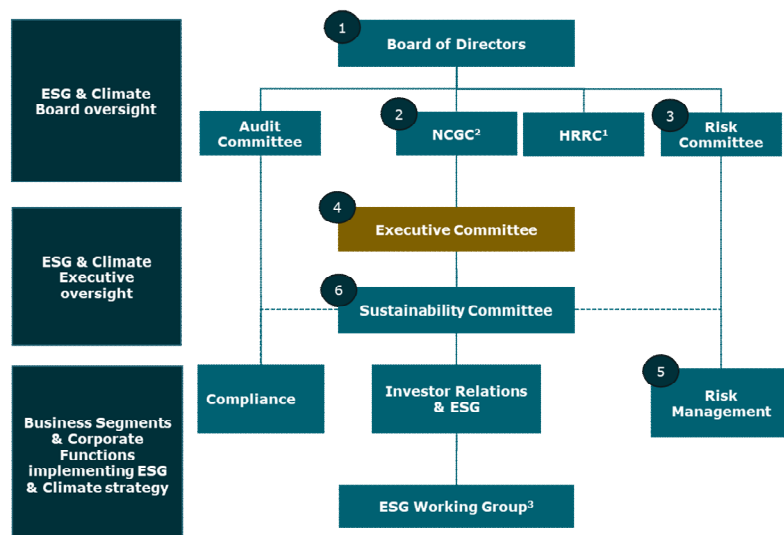 1
Board of Directors
ESG & Climate
Board oversight
Audit
Committee
2
NCGC²
HRRC¹
3
Risk
Committee
4
Executive Committee
ESG & Climate
Executive
oversight
6
Sustainability Committee
Compliance
Investor Relations
& ESG
5
Risk
Management
Business Segments
& Corporate
Functions
implementing ESG
& Climate strategy
ESG Working Group³